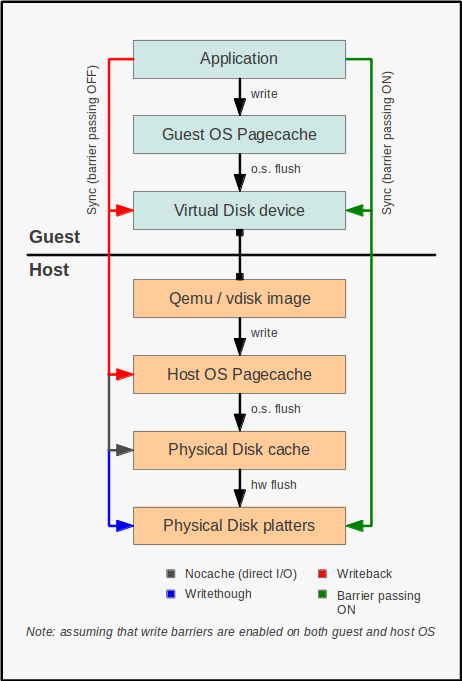 Application
write
Sync (barrier passing OFF)
Sync (barrier passing ON)
Guest OS Pagecache
o.s. flush
Virtual Disk device
Guest
Host
Qemu / vdisk image
write
Host OS Pagecache
o.s. flush
Physical Disk cache
hw flush
Physical Disk platters
Nocache (direct I/O)
Writeback
Writethough
Barrier passing
ON
Note: assuming that write barriers are enabled on both guest and host OS